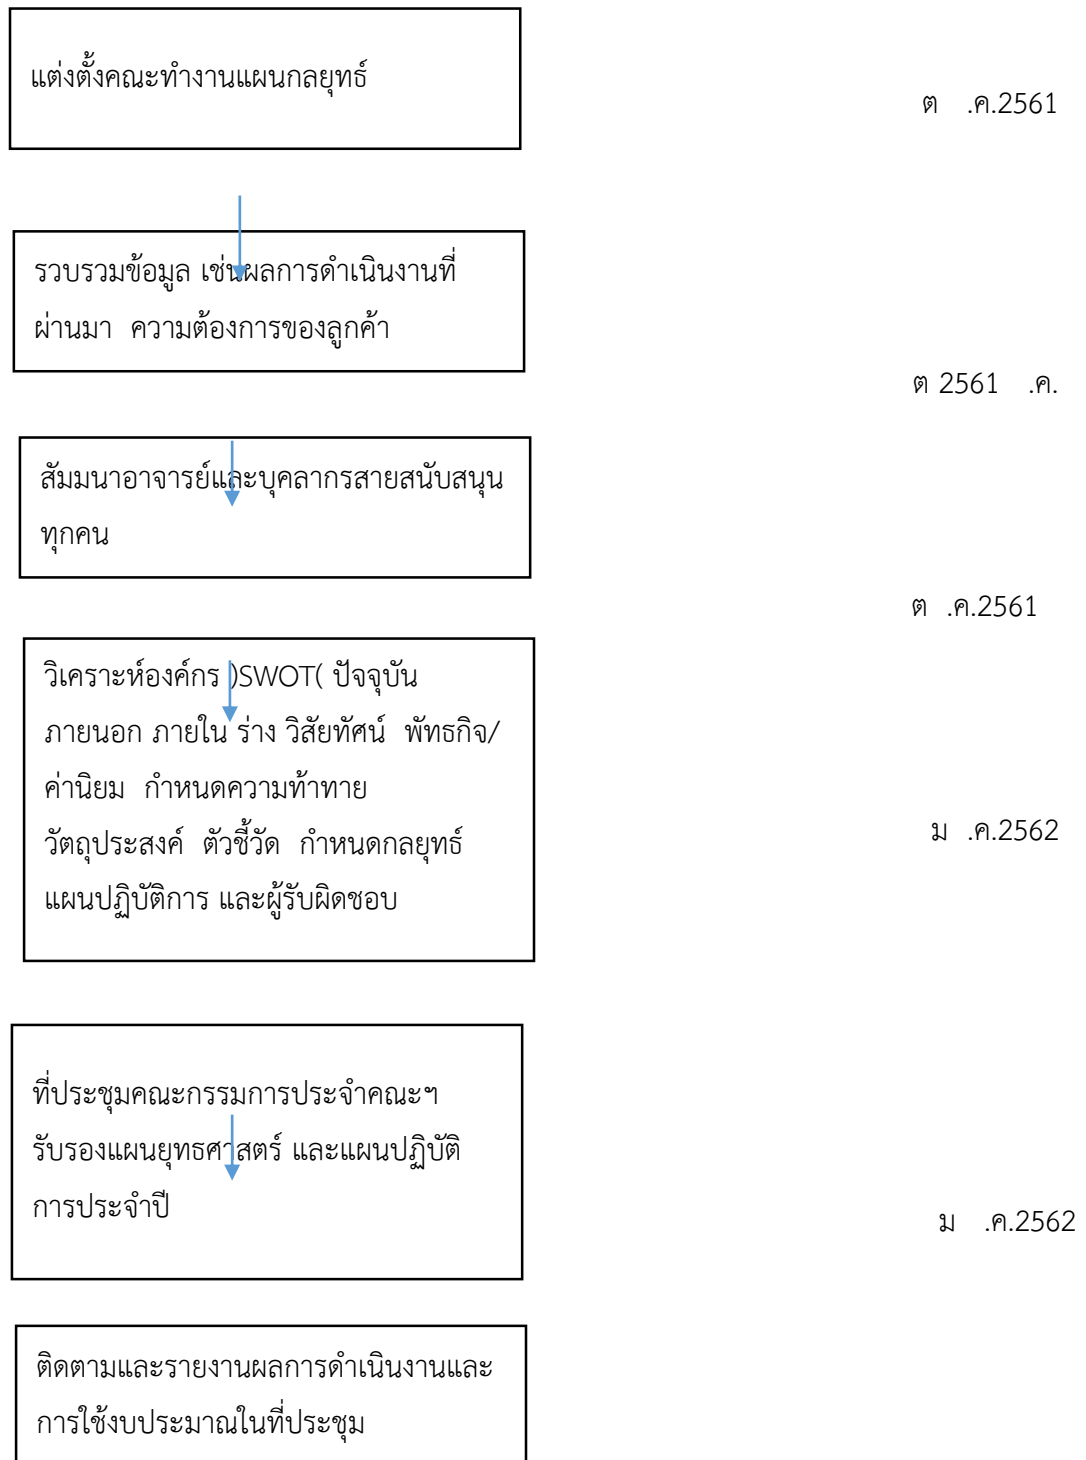 แต่งตั้งคณะทำงานแผนกลยุทธ์
ต .ค.2561
รวบรวมข้อมูล เช่นผลการดำเนินงานที่
ผ่านมา ความต้องการของลูกค้า
ต 2561 .ค.
สัมมนาอาจารย์และบุคลากรสายสนับสนุน
ทุกคน
ต .ค.2561
วิเคราะห์องค์กร )SWOT( ปัจจุบัน
ภายนอก ภายใน ร่าง วิสัยทัศน์ พัทธกิจ/
ค่านิยม กำหนดความท้าทาย
วัตถุประสงค์ ตัวชี้วัด กำหนดกลยุทธ์
ม .ค.2562
แผนปฏิบัติการ และผู้รับผิดชอบ
ที่ประชุมคณะกรรมการประจำคณะฯ
รับรองแผนยุทธศาสตร์ และแผนปฏิบัติ
การประจำปี
ม .ค.2562
ติดตามและรายงานผลการดำเนินงานและ
การใช้งบประมาณในที่ประชุม